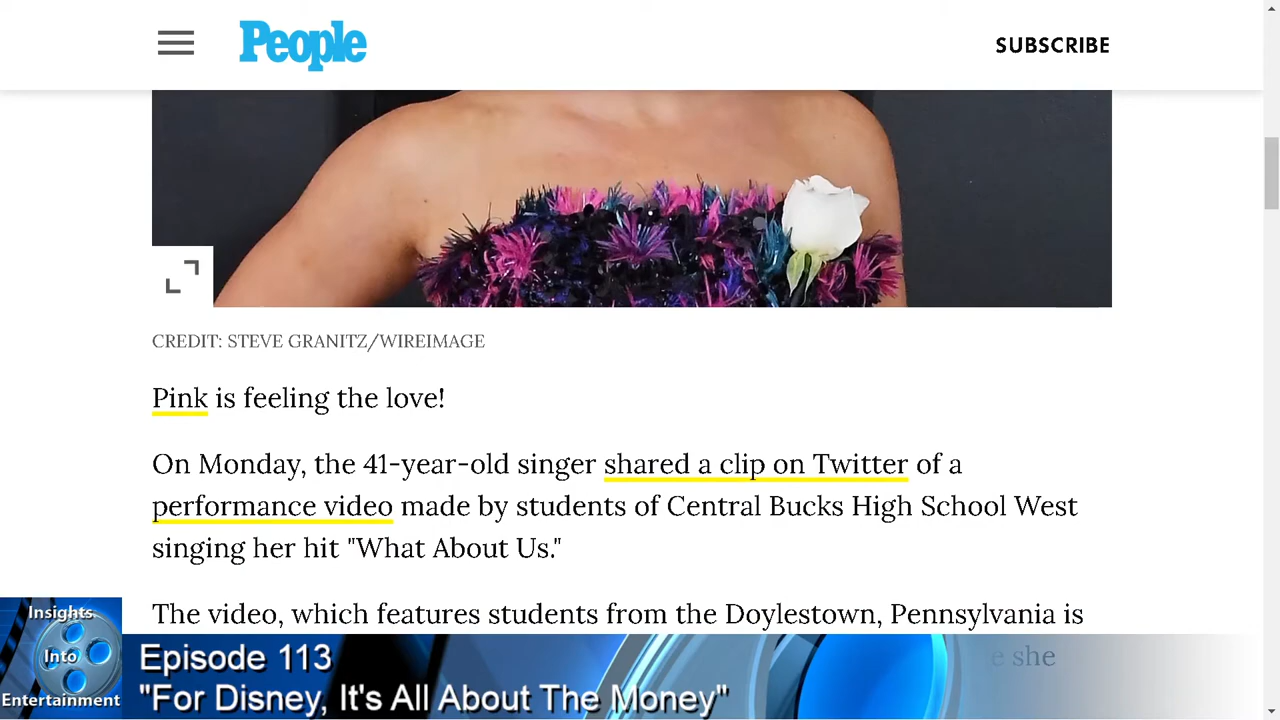 People
SUBSCRIBE
CREDIT: STEVE GRANITZ/WIREIMAGE
Pink is feeling the love!
On Monday, the 41-year-old singer shared a clip on Twitter of a
performance video made by students of Central Bucks High School West
singing her hit "What About Us."
The video, which features students from the Doylestown, Pennsylvania is
she
Insights
Into
Entertainment
Episode 113
"For Disney, It's All About The Money"